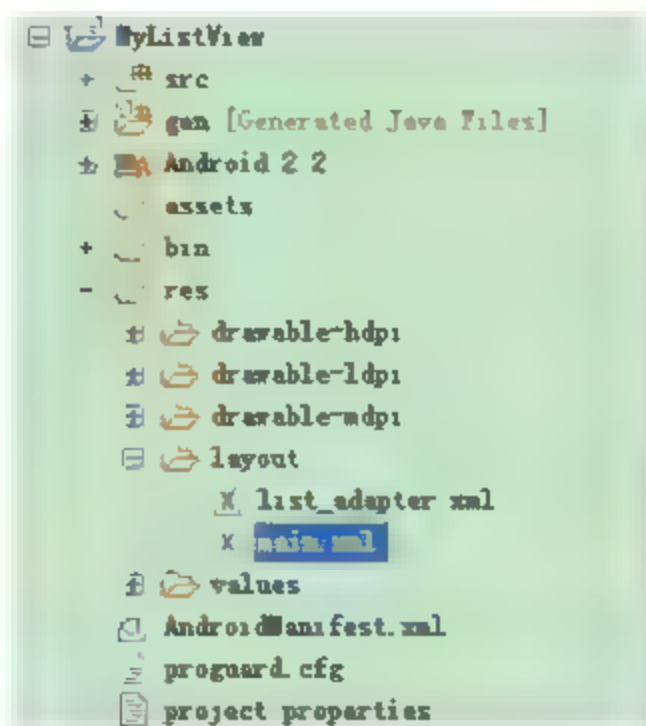 MyListView
src
gen [Generated Java Files]
Android 2.2
assets
bin
res
drawable-hdpi
drawable-ldpi
drawable-mdpi
layout
list_adapter.xml
main.xml
values
AndroidManifest.xml
proguard.cfg
project.properties